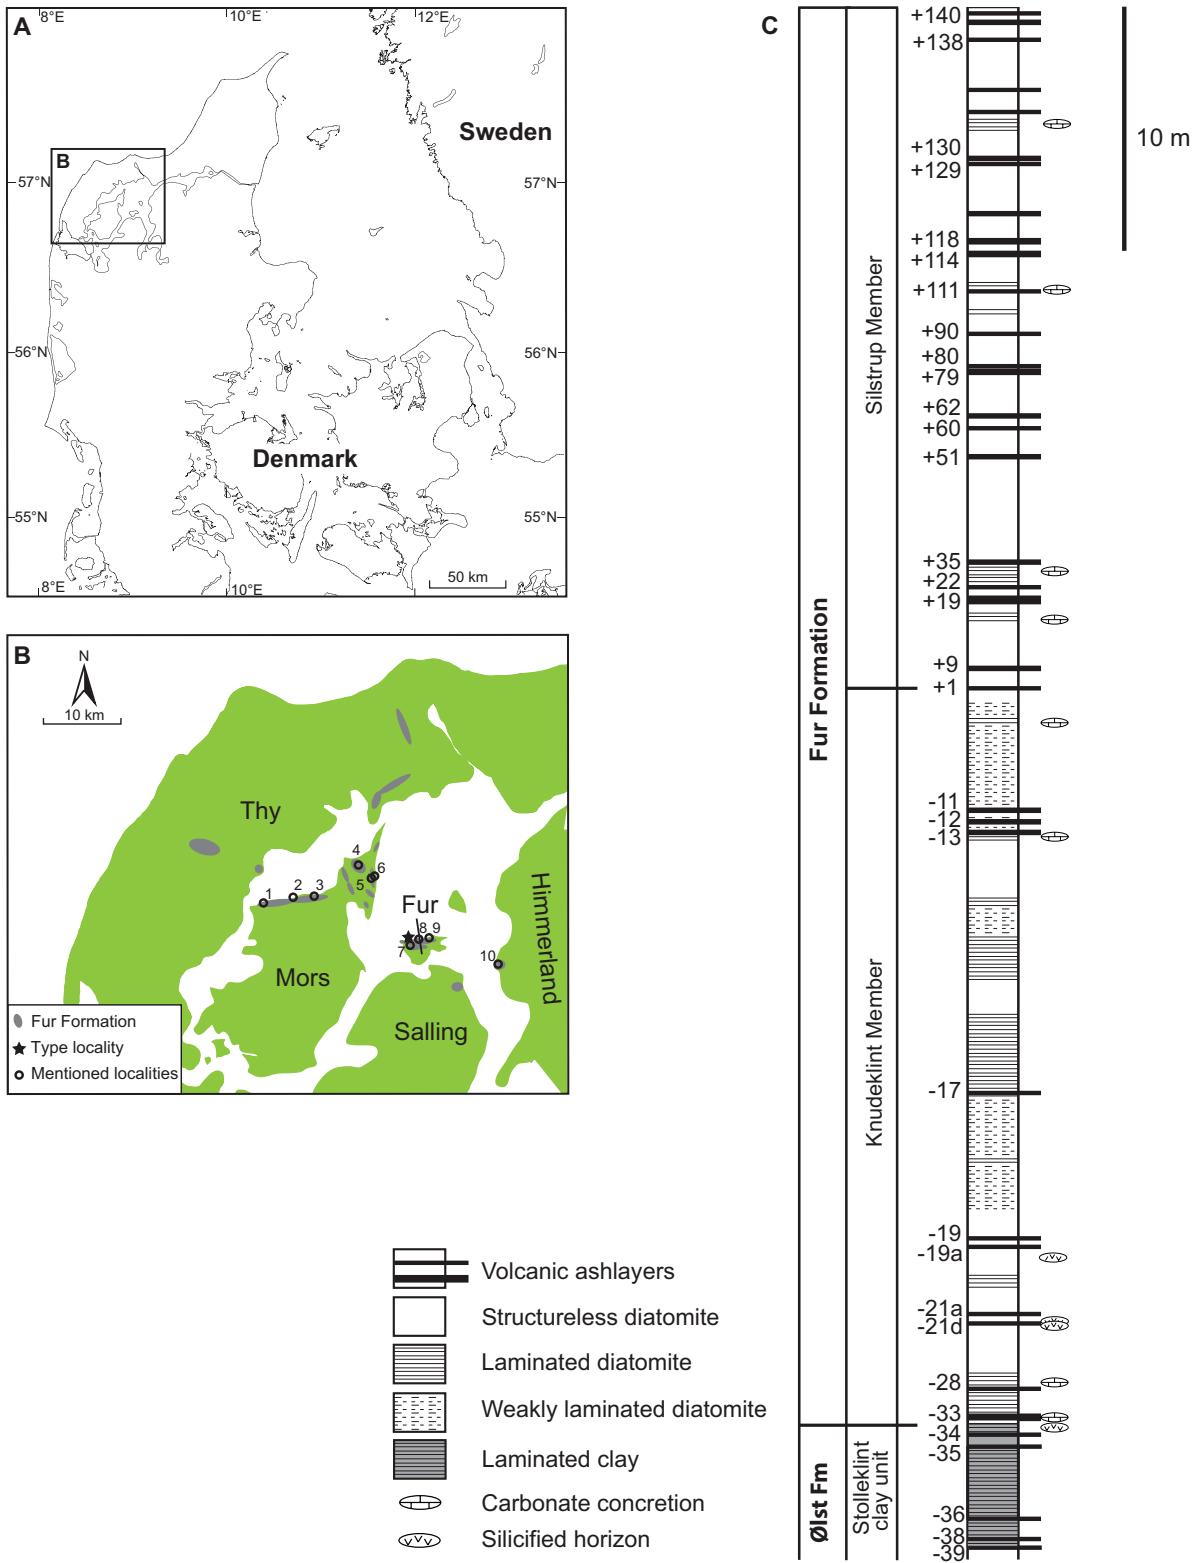 A
8°E
10°E
12°E
Sweden
B
57°N
57°N
56°N
56°N
Denmark
55°N
55°N
50 km
8°E
10°E
B
N
10 km
Thy
4
6
5
1
2
3
Fur
8
9
7
10
Himmerland
Mors
Salling
Fur Formation
Type locality
Mentioned localities
Volcanic ashlayers
Structureless diatomite
Laminated diatomite
Weakly laminated diatomite
Laminated clay
Carbonate concretion
Silicified horizon
C
Fur Formation
Ølst Fm
Silstrup Member
Knudeklint Member
Stolleklint
clay unit
+140
+138
+130
+129
+118
+114
+111
+90
+80
+79
+62
+60
+51
+35
+22
+19
+9
+1
-11
-12
-13
-17
-19
-19a
-21a
-21d
-28
-33
-34
-35
-36
-38
-39
10 m